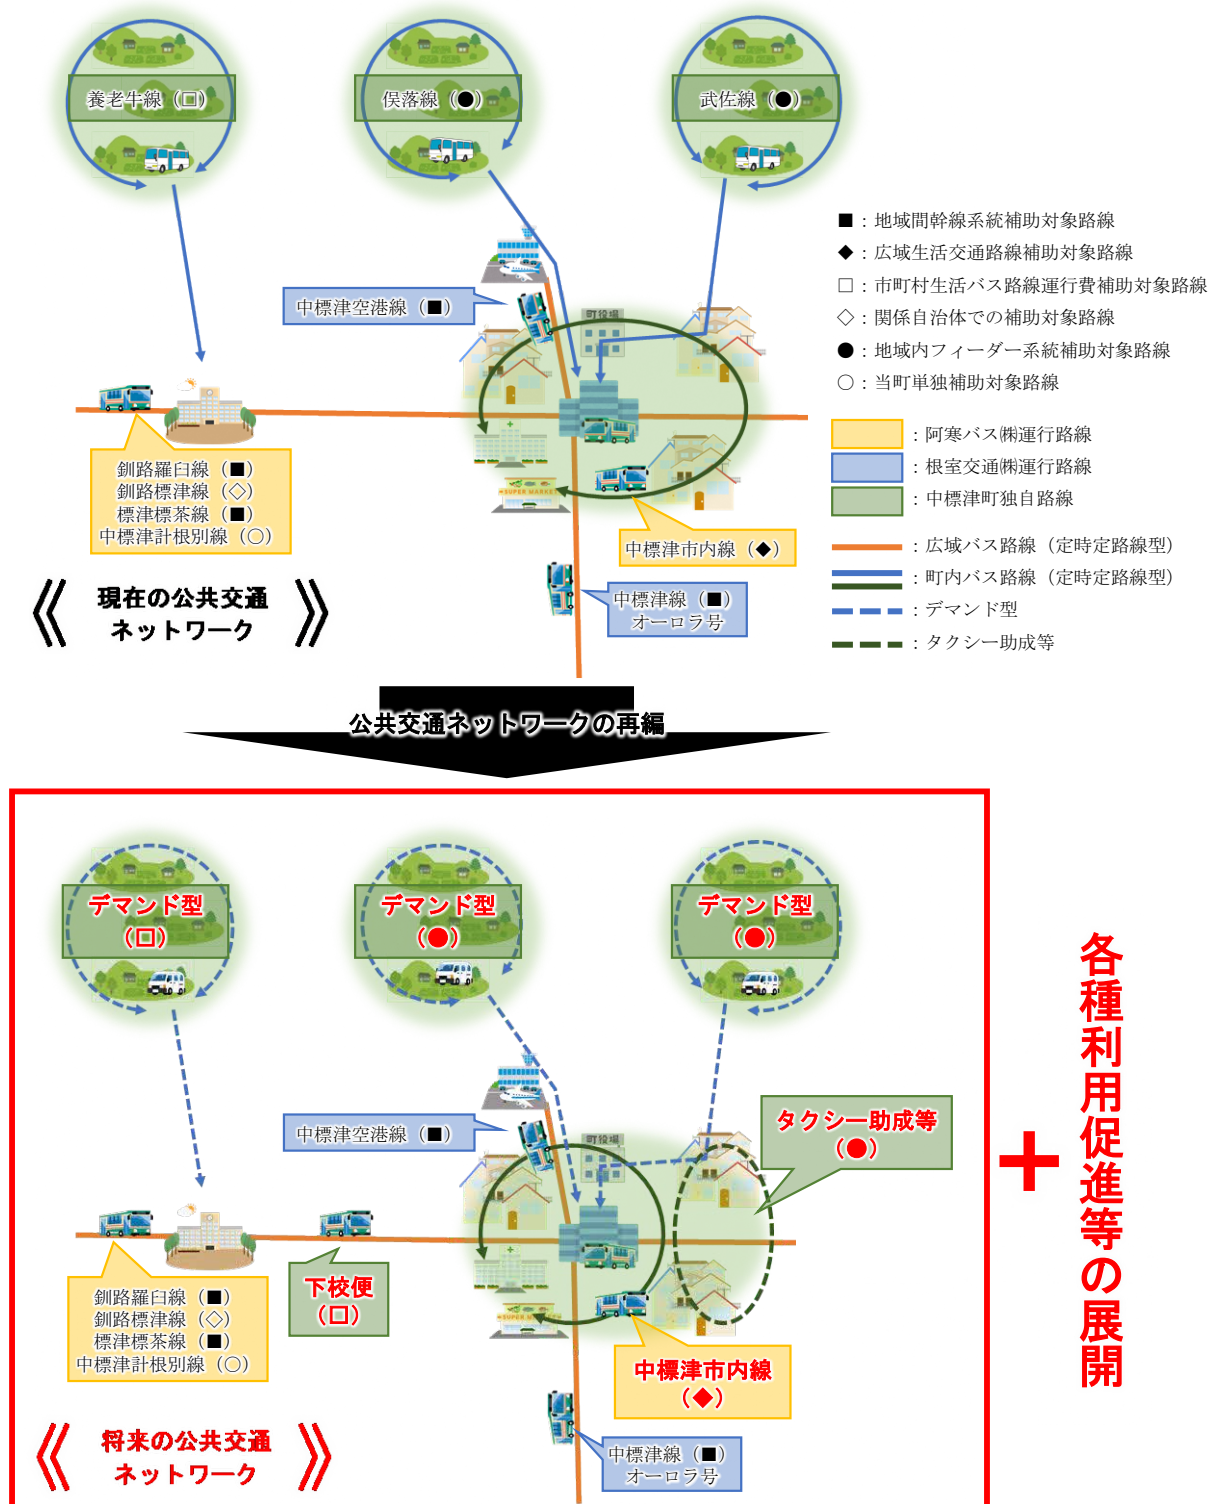 養老牛線（□）
俣落線（●）
武佐線（●）
■：地域間幹線系統補助対象路線
◆：広域生活交通路線補助対象路線
□：市町村生活バス路線運行費補助対象路線
◇：関係自治体での補助対象路線
●：地域内フィーダー系統補助対象路線
○：当町単独補助対象路線
：阿寒バス㈱運行路線
：根室交通㈱運行路線
：中標津町独自路線
：広域バス路線（定時定路線型）
：町内バス路線（定時定路線型）
：デマンド型
：タクシー助成等
中標津空港線（■）
町役場
SUPER MARKET
釧路羅臼線（■）
釧路標津線（◇）
標津標茶線（■）
中標津計根別線（○）
中標津市内線（◆）
中標津線（■）
オーロラ号
《 現在の公共交通
ネットワーク 》
公共交通ネットワークの再編
デマンド型
（□）
デマンド型
（●）
デマンド型
（●）
中標津空港線（■）
町役場
タクシー助成等
（●）
下校便
（□）
釧路羅臼線（■）
釧路標津線（◇）
標津標茶線（■）
中標津計根別線（○）
中標津市内線
（◆）
中標津線（■）
オーロラ号
《 将来の公共交通
ネットワーク 》
＋
各種利用促進等の展開